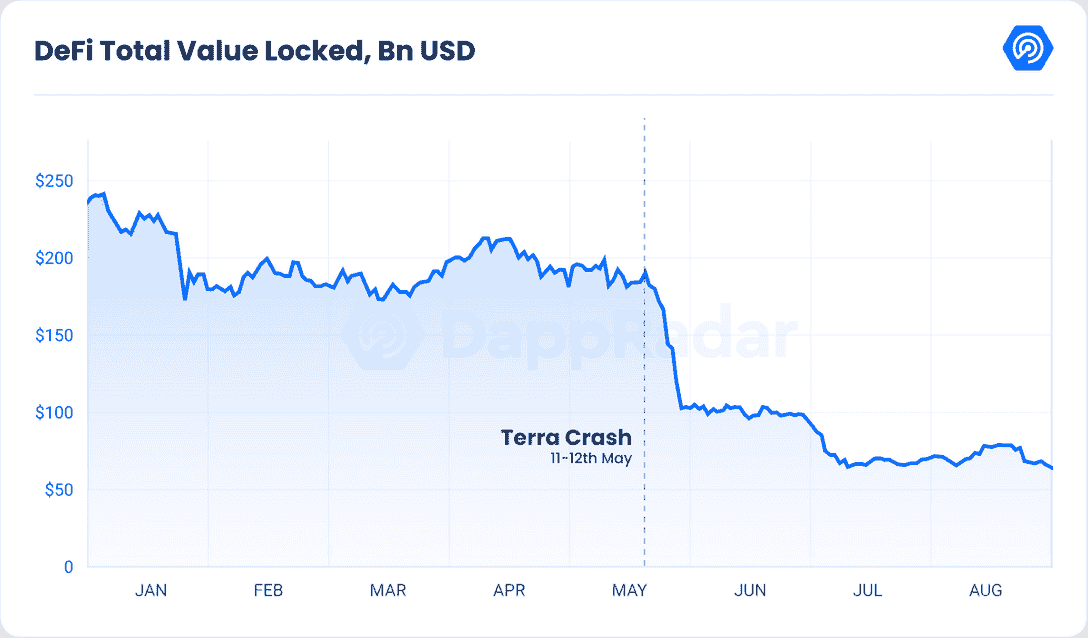 DeFi Total Value Locked, Bn USD
$250
$200
$150
$100
$50
0
DappRadar
Terra Crash
11-12th May
JAN FEB MAR APR MAY JUN JUL AUG